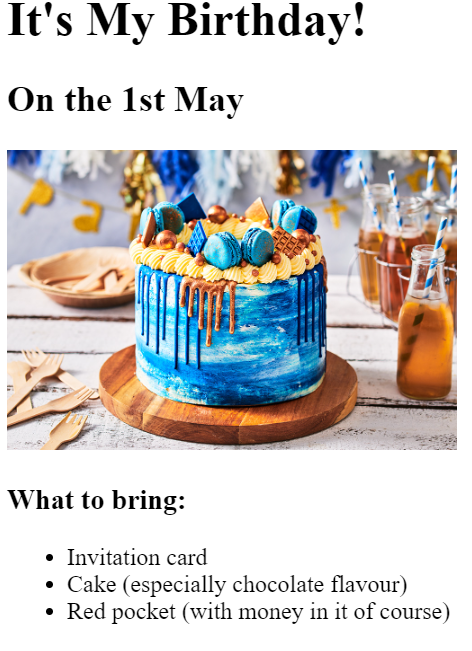 It's My Birthday!
On the 1st May
What to bring:
Invitation card
Cake (especially chocolate flavour)
Red pocket (with money in it of course)